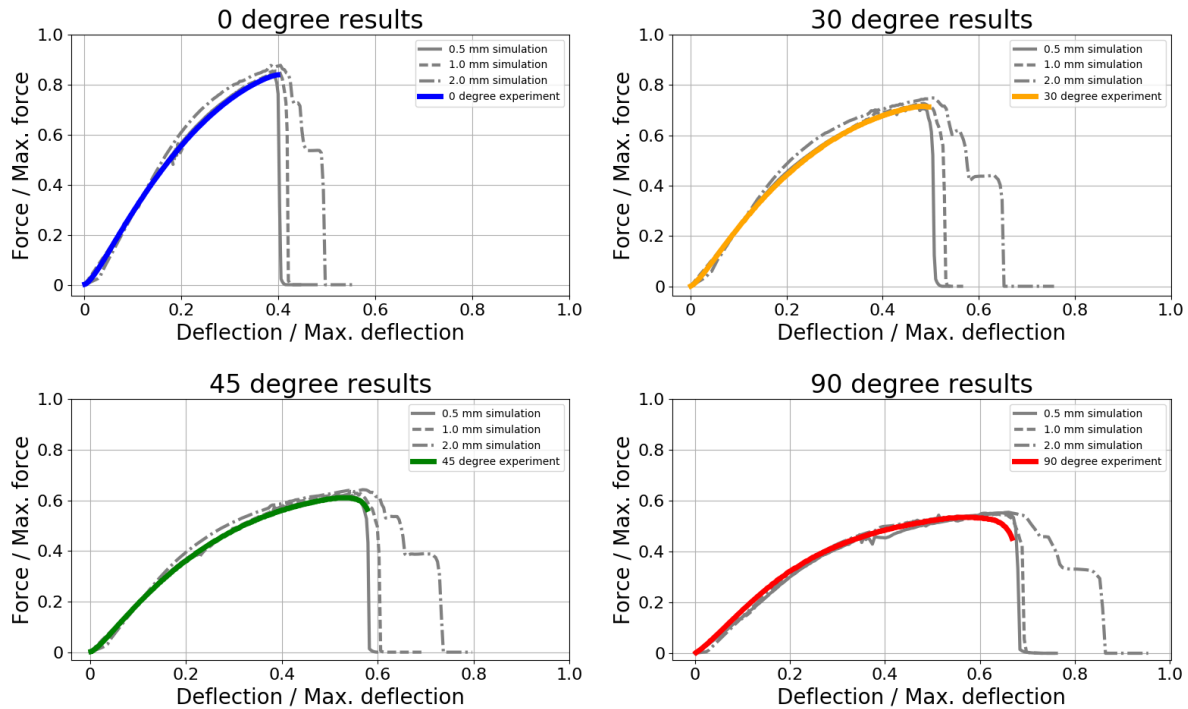 0 degree results
1.0
0.8
0.6
0.4
0.2
0
Force / Max. force
0.5 mm simulation
1.0 mm simulation
2.0 mm simulation
0 degree experiment
0 0.2 0.4 0.6 0.8 1.0
Deflection / Max. deflection
30 degree results
1.0
0.8
0.6
0.4
0.2
0
Force / Max. force
0.5 mm simulation
1.0 mm simulation
2.0 mm simulation
30 degree experiment
0 0.2 0.4 0.6 0.8 1.0
Deflection / Max. deflection
45 degree results
1.0
0.8
0.6
0.4
0.2
0
Force / Max. force
0.5 mm simulation
1.0 mm simulation
2.0 mm simulation
45 degree experiment
0 0.2 0.4 0.6 0.8 1.0
Deflection / Max. deflection
90 degree results
1.0
0.8
0.6
0.4
0.2
0
Force / Max. force
0.5 mm simulation
1.0 mm simulation
2.0 mm simulation
90 degree experiment
0 0.2 0.4 0.6 0.8 1.0
Deflection / Max. deflection